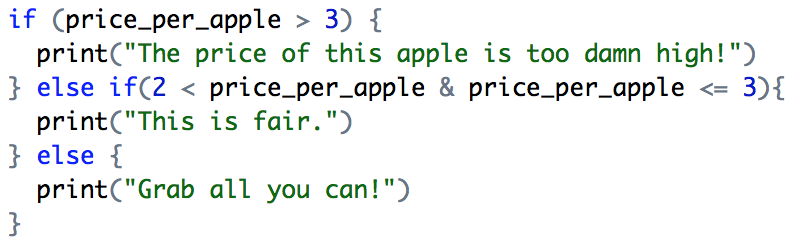 if (price_per_apple > 3) {
  print("The price of this apple is too damn high!")
} else if(2 < price_per_apple & price_per_apple <= 3){
  print("This is fair.")
} else {
  print("Grab all you can!")
}